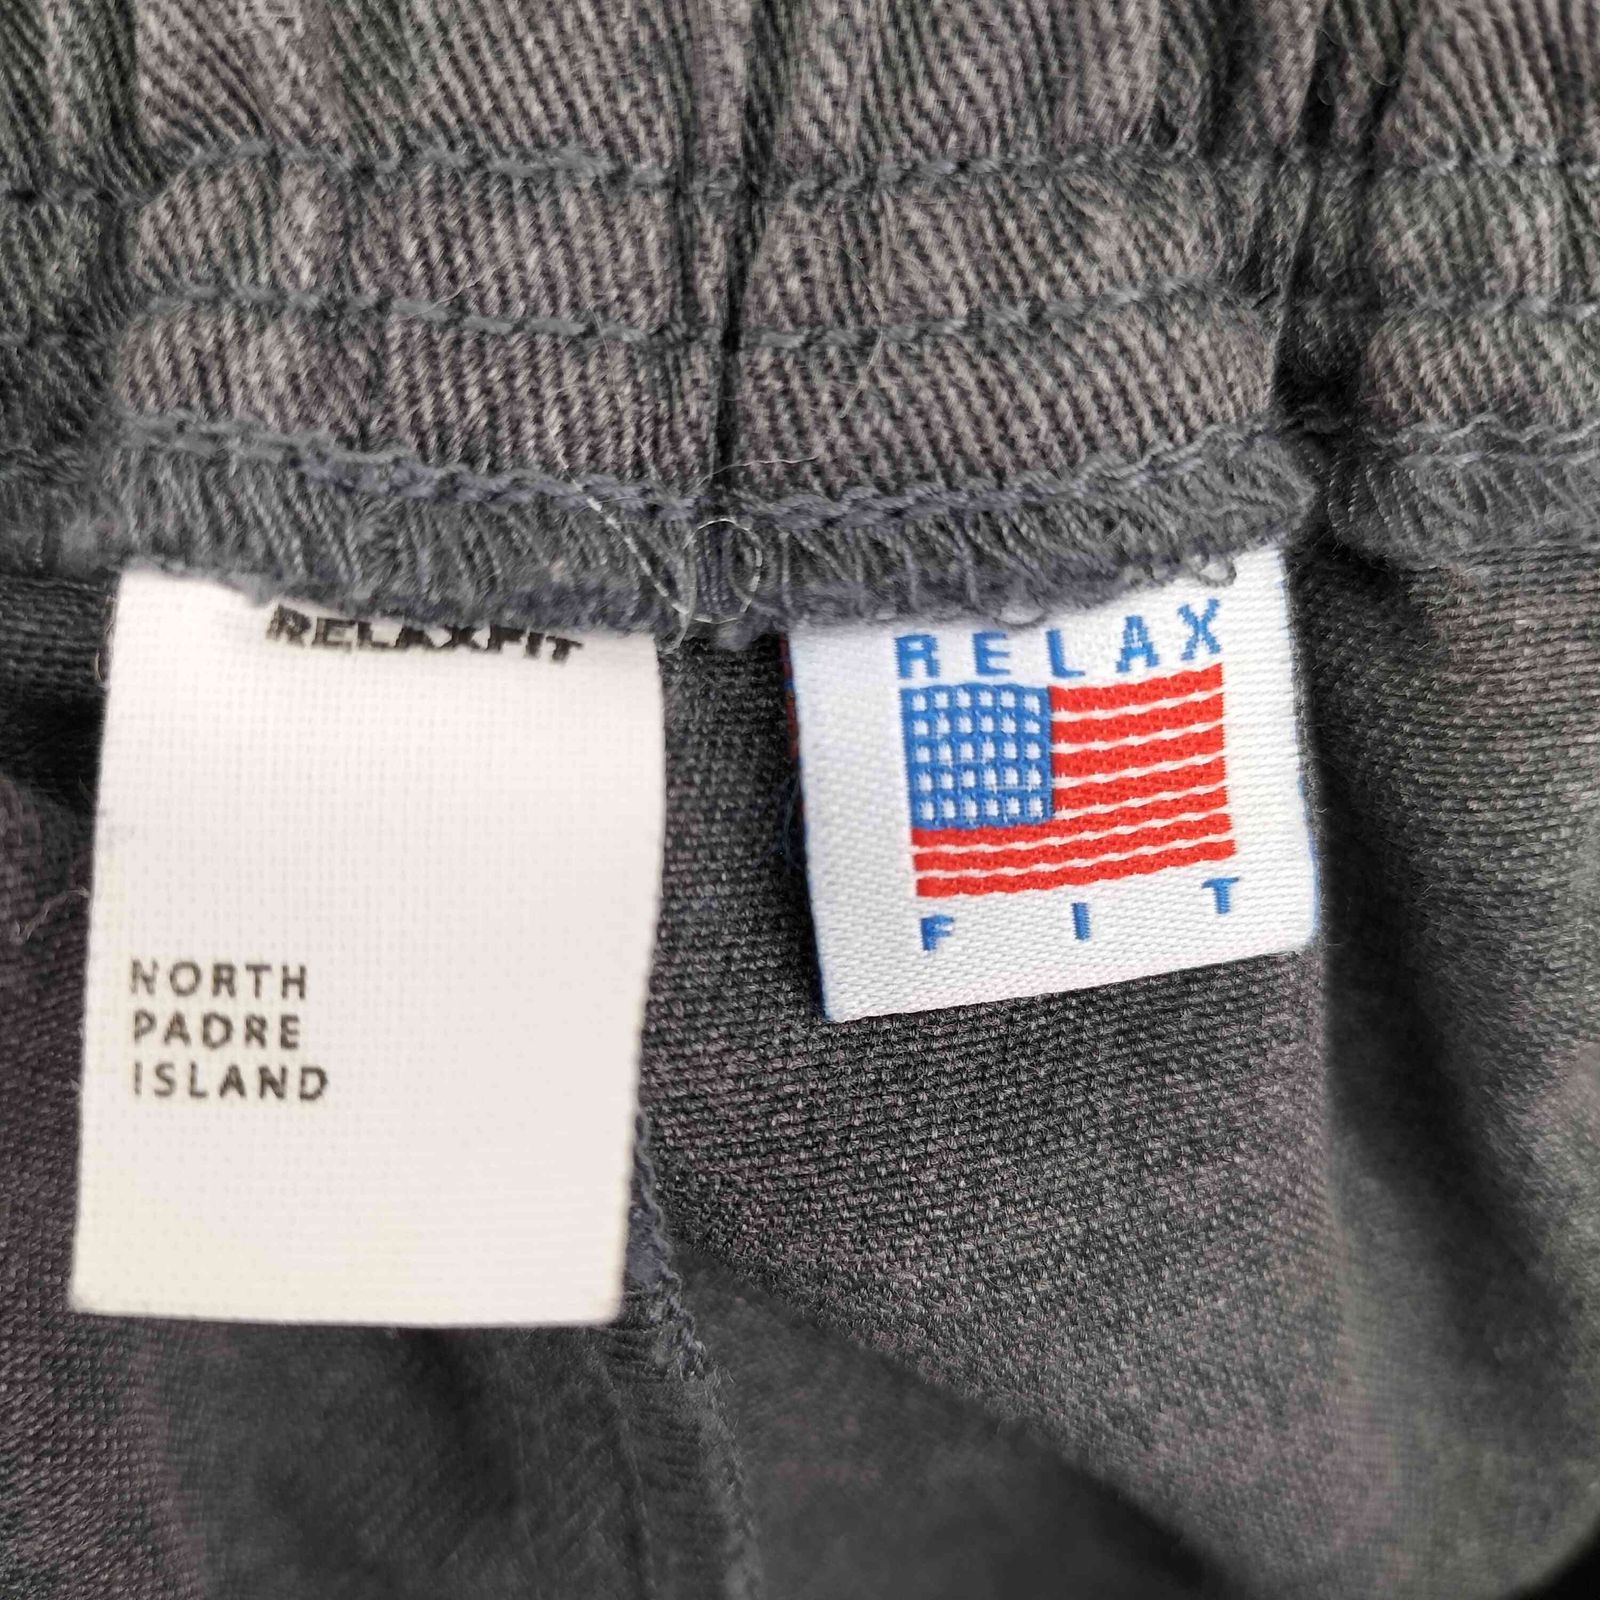 RELAXFIT
NORTH
PADRE
ISLAND
RELAX
FIT